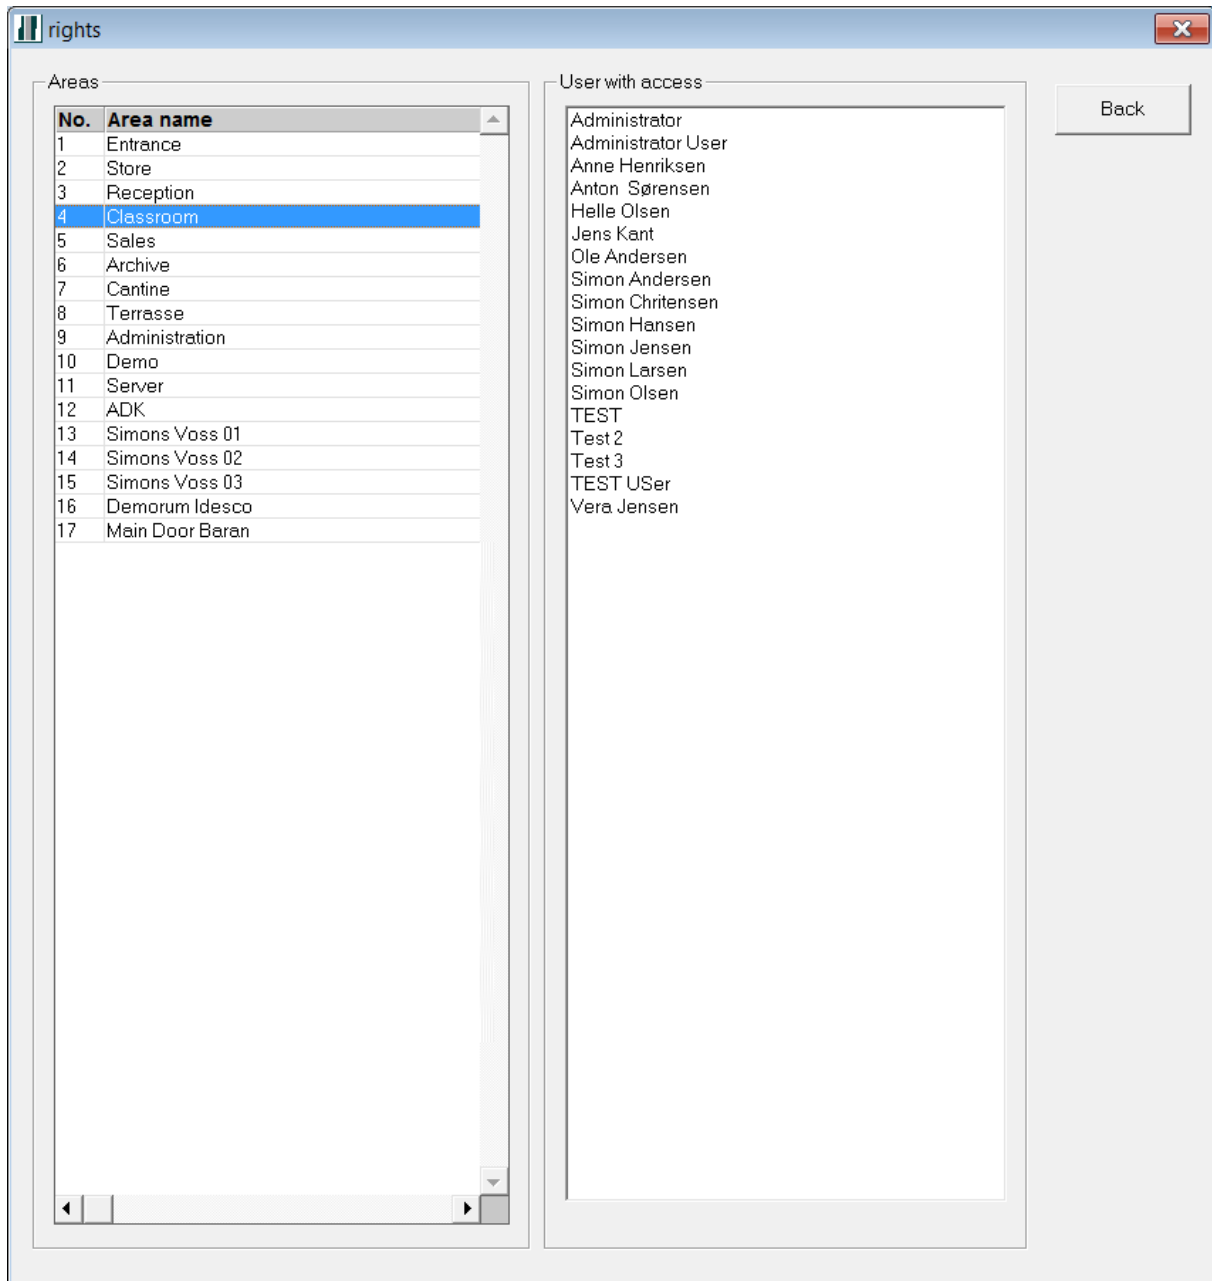 rights
Areas
No. Area name
1 Entrance
2 Store
3 Reception
4 Classroom
5 Sales
6 Archive
7 Cantine
8 Terrasse
9 Administration
10 Demo
11 Server
12 ADK
13 Simons Voss 01
14 Simons Voss 02
15 Simons Voss 03
16 Demorum Idesco
17 Main Door Baran
User with access
Administrator
Administrator User
Anne Henriksen
Anton  Sørensen
Helle Olsen
Jens Kant
Ole Andersen
Simon Andersen
Simon Chritensen
Simon Hansen
Simon Jensen
Simon Larsen
Simon Olsen
TEST
Test 2
Test 3
TEST USer
Vera Jensen
Back